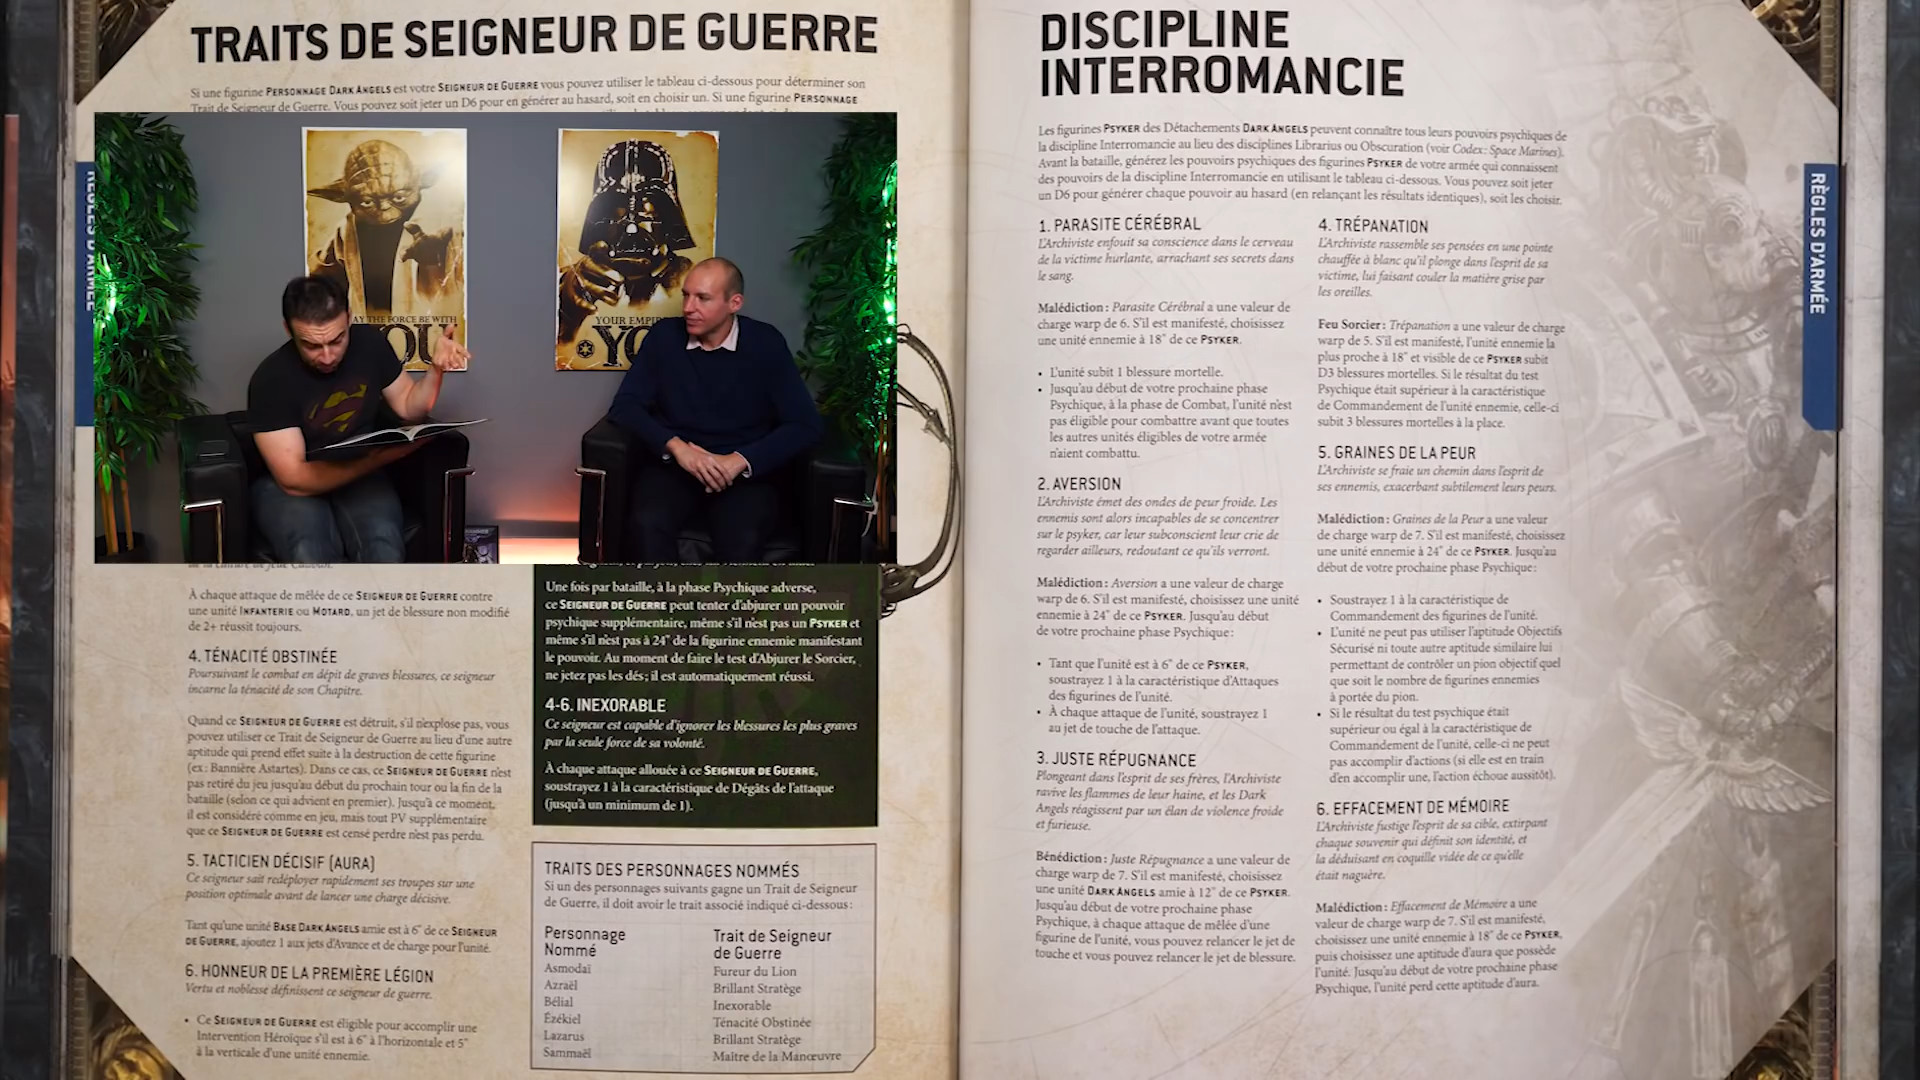 TRAITS DE SEIGNEUR DE GUERRE
Si une figurine PERSONNAGE DARK ANGELS est votre SEIGNEUR DE GUERRE vous pouvez utiliser le tableau ci-dessous pour déterminer son
Trait de Seigneur de Guerre. Vous pouvez soit jeter un D6 pour en générer au hasard, soit en choisir un. Si une figurine PERSONNAGE
RÈGLES D'ARMÉE
MAY THE FORCE BE WITH
YOU
YOUR EMPIRE
À chaque attaque de mêlée de ce SEIGNEUR DE GUERRE contre
une unité INFANTERIE ou MOTARD, un jet de blessure non modifié
de 2+ réussit toujours.
4. TÉNACITÉ OBSTINÉE
Poursuivant le combat en dépit de graves blessures, ce seigneur
incarne la ténacité de son Chapitre.
Quand ce SEIGNEUR DE GUERRE est détruit, s'il n'explose pas, vous
pouvez utiliser ce Trait de Seigneur de Guerre au lieu d'une autre
aptitude qui prend effet suite à la destruction de cette figurine
(ex: Bannière Astartes). Dans ce cas, ce SEIGNEUR DE GUERRE n'est
pas retiré du jeu jusqu'au début du prochain tour ou la fin de la
bataille (selon ce qui advient en premier). Jusqu'à ce moment,
il est considéré comme en jeu, mais tout PV supplémentaire
que ce SEIGNEUR DE GUERRE est censé perdre n'est pas perdu.
5. TACTICIEN DÉCISIF (AURA)
Ce seigneur sait redéployer rapidement ses troupes sur une
position optimale avant de lancer une charge décisive.
Tant qu'une unité BASE DARK ANGELS amie est à 6" de ce SEIGNEUR
DE GUERRE, ajoutez 1 aux jets d'Avance et de charge pour l'unité.
6. HONNEUR DE LA PREMIÈRE LÉGION
Vertu et noblesse définissent ce seigneur de guerre.
• Ce SEIGNEUR DE GUERRE est éligible pour accomplir une
Intervention Héroïque s'il est à 6" à l'horizontale et 5"
à la verticale d'une unité ennemie.
Une fois par bataille, à la phase Psychique adverse,
ce SEIGNEUR DE GUERRE peut tenter d'abjurer un pouvoir
psychique supplémentaire, même s'il n'est pas un PSYKER et
même s'il n'est pas à 24" de la figurine ennemie manifestant
le pouvoir. Au moment de faire le test d'Abjurer le Sorcier,
ne jetez pas les dés; il est automatiquement réussi.
4-6. INEXORABLE
Ce seigneur est capable d'ignorer les blessures les plus graves
par la seule force de sa volonté.
À chaque attaque allouée à ce SEIGNEUR DE GUERRE,
soustrayez 1 à la caractéristique de Dégâts de l'attaque
(jusqu'à un minimum de 1).
TRAITS DES PERSONNAGES NOMMÉS
Si un des personnages suivants gagne un Trait de Seigneur
de Guerre, il doit avoir le trait associé indiqué ci-dessous:
Personnage Nommé Trait de Seigneur de Guerre
Asmodaï Fureur du Lion
Azraël Brillant Stratège
Bélial Inexorable
Ézékiel Ténacité Obstinée
Lazarus Brillant Stratège
Sammaël Maître de la Manœuvre
DISCIPLINE
INTERROMANCIE
Les figurines PSYKER des Détachements DARK ANGELS peuvent connaître tous leurs pouvoirs psychiques de
la discipline Interromancie au lieu des disciplines Librarius ou Obscuration (voir Codex: Space Marines).
Avant la bataille, générez les pouvoirs psychiques des figurines PSYKER de votre armée qui connaissent
des pouvoirs de la discipline Interromancie en utilisant le tableau ci-dessous. Vous pouvez soit jeter
un D6 pour générer chaque pouvoir au hasard (en relançant les résultats identiques), soit les choisir.
1. PARASITE CÉRÉBRAL
L'Archiviste enfouit sa conscience dans le cerveau
de la victime hurlante, arrachant ses secrets dans
le sang.
Malédiction: Parasite Cérébral a une valeur de
charge warp de 6. S'il est manifesté, choisissez
une unité ennemie à 18" de ce PSYKER.
• L'unité subit 1 blessure mortelle.
• Jusqu'au début de votre prochaine phase
Psychique, à la phase de Combat, l'unité n'est
pas éligible pour combattre avant que toutes
les autres unités éligibles de votre armée
n'aient combattu.
2. AVERSION
L'Archiviste émet des ondes de peur froide. Les
ennemis sont alors incapables de se concentrer
sur le psyker, car leur subconscient leur crie de
regarder ailleurs, redoutant ce qu'ils verront.
Malédiction: Aversion a une valeur de charge
warp de 6. S'il est manifesté, choisissez une unité
ennemie à 24" de ce PSYKER. Jusqu'au début
de votre prochaine phase Psychique:
• Tant que l'unité est à 6" de ce PSYKER,
soustrayez 1 à la caractéristique d'Attaques
des figurines de l'unité.
• À chaque attaque de l'unité, soustrayez 1
au jet de touche de l'attaque.
3. JUSTE RÉPUGNANCE
Plongeant dans l'esprit de ses frères, l'Archiviste
ravive les flammes de leur haine, et les Dark
Angels réagissent par un élan de violence froide
et furieuse.
Bénédiction: Juste Répugnance a une valeur de
charge warp de 7. S'il est manifesté, choisissez
une unité DARK ANGELS amie à 12" de ce PSYKER.
Jusqu'au début de votre prochaine phase
Psychique, à chaque attaque de mêlée d'une
figurine de l'unité, vous pouvez relancer le jet de
touche et vous pouvez relancer le jet de blessure.
4. TRÉPANATION
L'Archiviste rassemble ses pensées en une pointe
chauffée à blanc qu'il plonge dans l'esprit de sa
victime, lui faisant couler la matière grise par
les oreilles.
Feu Sorcier: Trépanation a une valeur de charge
warp de 5. S'il est manifesté, l'unité ennemie la
plus proche à 18" et visible de ce PSYKER subit
D3 blessures mortelles. Si le résultat du test
Psychique était supérieur à la caractéristique
de Commandement de l'unité ennemie, celle-ci
subit 3 blessures mortelles à la place.
5. GRAINES DE LA PEUR
L'Archiviste se fraie un chemin dans l'esprit de
ses ennemis, exacerbant subtilement leurs peurs.
Malédiction: Graines de la Peur a une valeur
de charge warp de 7. S'il est manifesté, choisissez
une unité ennemie à 24" de ce PSYKER. Jusqu'au
début de votre prochaine phase Psychique:
• Soustrayez 1 à la caractéristique de
Commandement des figurines de l'unité.
• L'unité ne peut pas utiliser l'aptitude Objectifs
Sécurisé ni toute autre aptitude similaire lui
permettant de contrôler un pion objectif quel
que soit le nombre de figurines ennemies
à portée du pion.
• Si le résultat du test psychique était
supérieur ou égal à la caractéristique de
Commandement de l'unité, celle-ci ne peut
pas accomplir d'actions (si elle est en train
d'en accomplir une, l'action échoue aussitôt).
6. EFFACEMENT DE MÉMOIRE
L'Archiviste fustige l'esprit de sa cible, extirpant
chaque souvenir qui définit son identité, et
la déduisant en coquille vidée de ce qu'elle
était naguère.
Malédiction: Effacement de Mémoire a une
valeur de charge warp de 7. S'il est manifesté,
choisissez une unité ennemie à 18" de ce PSYKER,
puis choisissez une aptitude d'aura que possède
l'unité. Jusqu'au début de votre prochaine phase
Psychique, l'unité perd cette aptitude d'aura.
RÈGLES D'ARMÉE